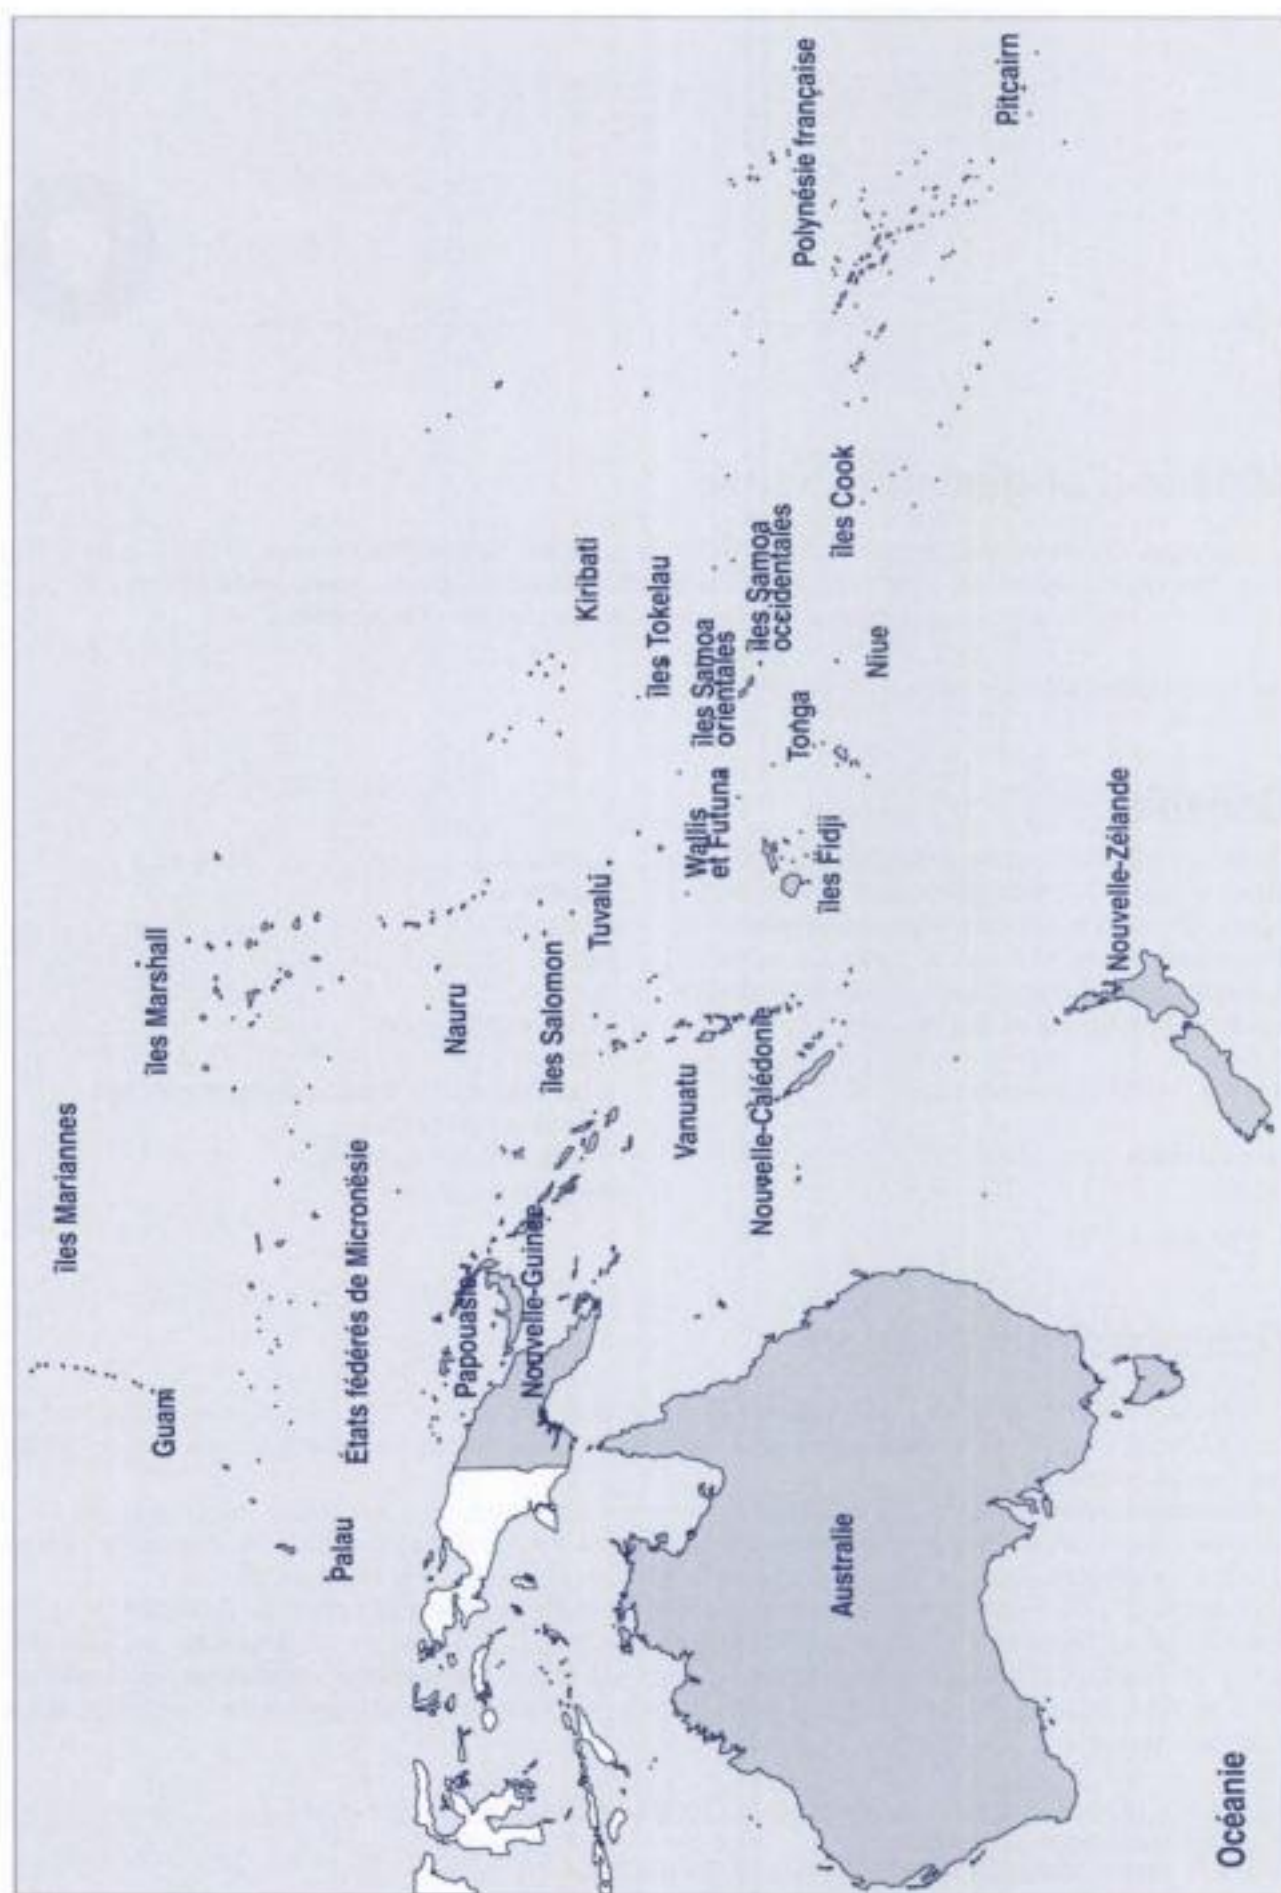 îles Mariannes
Guam
îles Marshall
Palau
États fédérés de Micronésie
Nauru
Papouasie
Nouvelle-Guinée
îles Salomon
Kiribati
Tuvalu
îles Tokelau
Vanuatu
Wallis
et Futuna
îles Samoa
orientales
îles Samoa
occidentales
Nouvelle-Calédonie
Tonga
Polynésie française
îles Fidji
Australie
îles Cook
Niue
Pitcairn
Nouvelle-Zélande
Océanie